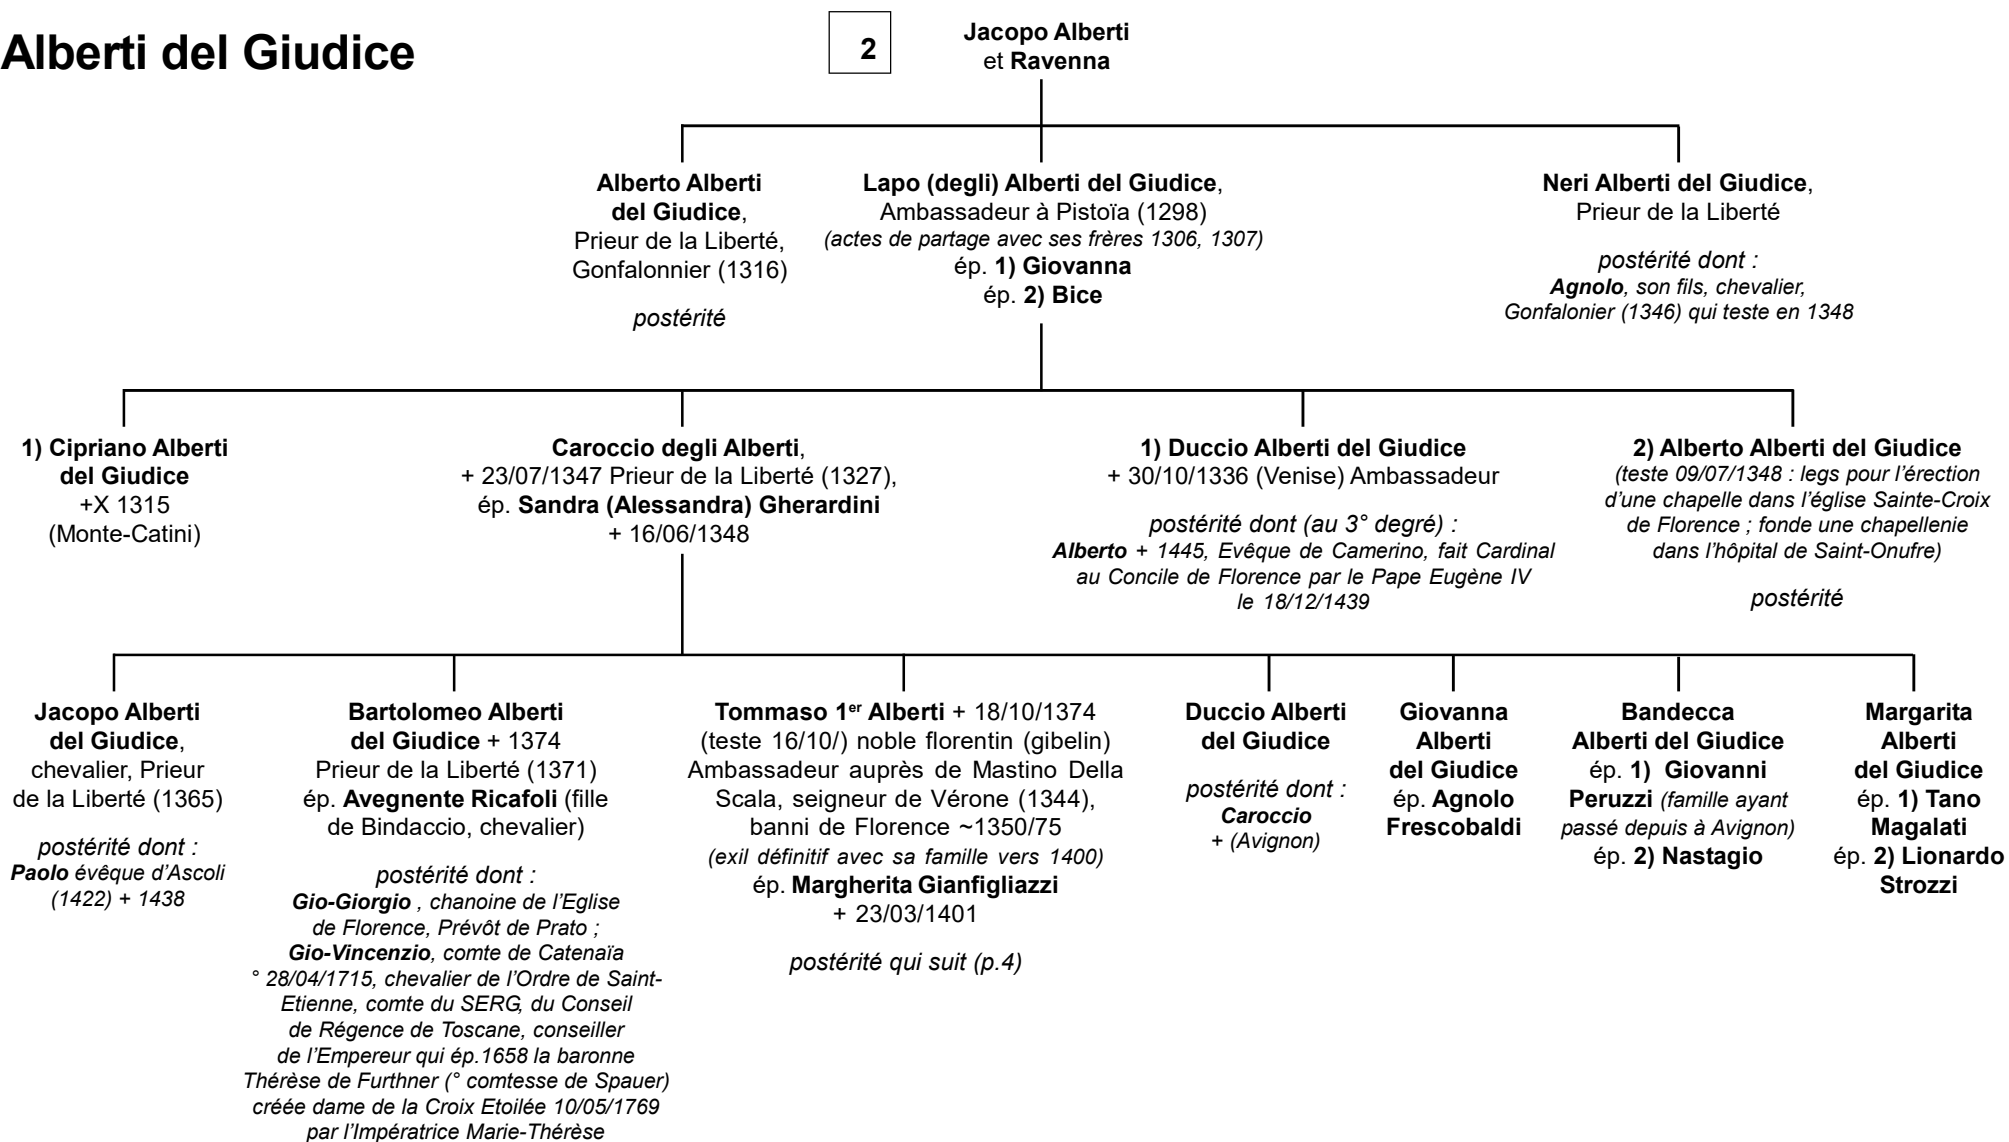 Alberti del Giudice
2
Jacopo Alberti
et Ravenna
Alberto Alberti
del Giudice,
Prieur de la Liberté,
Gonfalonnier (1316)
postérité
Lapo (degli) Alberti del Giudice,
Ambassadeur à Pistoïa (1298)
(actes de partage avec ses frères 1306, 1307)
ép. 1) Giovanna
ép. 2) Bice
Neri Alberti del Giudice,
Prieur de la Liberté
postérité dont :
Agnolo, son fils, chevalier,
Gonfalonier (1346) qui teste en 1348
1) Cipriano Alberti
del Giudice
+X 1315
(Monte-Catini)
Caroccio degli Alberti,
+ 23/07/1347 Prieur de la Liberté (1327),
ép. Sandra (Alessandra) Gherardini
+ 16/06/1348
1) Duccio Alberti del Giudice
+ 30/10/1336 (Venise) Ambassadeur
postérité dont (au 3° degré) :
Alberto + 1445, Evêque de Camerino, fait Cardinal
au Concile de Florence par le Pape Eugène IV
le 18/12/1439
2) Alberto Alberti del Giudice
(teste 09/07/1348 : legs pour l'érection
d'une chapelle dans l'église Sainte-Croix
de Florence ; fonde une chapellenie
dans l'hôpital de Saint-Onufre)
postérité
Jacopo Alberti
del Giudice,
chevalier, Prieur
de la Liberté (1365)
postérité dont :
Paolo évêque d'Ascoli
(1422) + 1438
Bartolomeo Alberti
del Giudice + 1374
Prieur de la Liberté (1371)
ép. Avegnente Ricafoli (fille
de Bindaccio, chevalier)
postérité dont :
Gio-Giorgio , chanoine de l'Eglise
de Florence, Prévôt de Prato ;
Gio-Vincenzio, comte de Catenaïa
° 28/04/1715, chevalier de l'Ordre de Saint-
Etienne, comte du SERG, du Conseil
de Régence de Toscane, conseiller
de l'Empereur qui ép.1658 la baronne
Thérèse de Furthner (° comtesse de Spauer)
créée dame de la Croix Etoilée 10/05/1769
par l'Impératrice Marie-Thérèse
Tommaso 1er Alberti + 18/10/1374
(teste 16/10/) noble florentin (gibelin)
Ambassadeur auprès de Mastino Della
Scala, seigneur de Vérone (1344),
banni de Florence ~1350/75
(exil définitif avec sa famille vers 1400)
ép. Margherita Gianfigliazzi
+ 23/03/1401
postérité qui suit (p.4)
Duccio Alberti
del Giudice
postérité dont :
Caroccio
+ (Avignon)
Giovanna
Alberti
del Giudice
ép. Agnolo
Frescobaldi
Bandecca
Alberti del Giudice
ép. 1) Giovanni
Peruzzi (famille ayant
passé depuis à Avignon)
ép. 2) Nastagio
Margarita
Alberti
del Giudice
ép. 1) Tano
Magalati
ép. 2) Lionardo
Strozzi